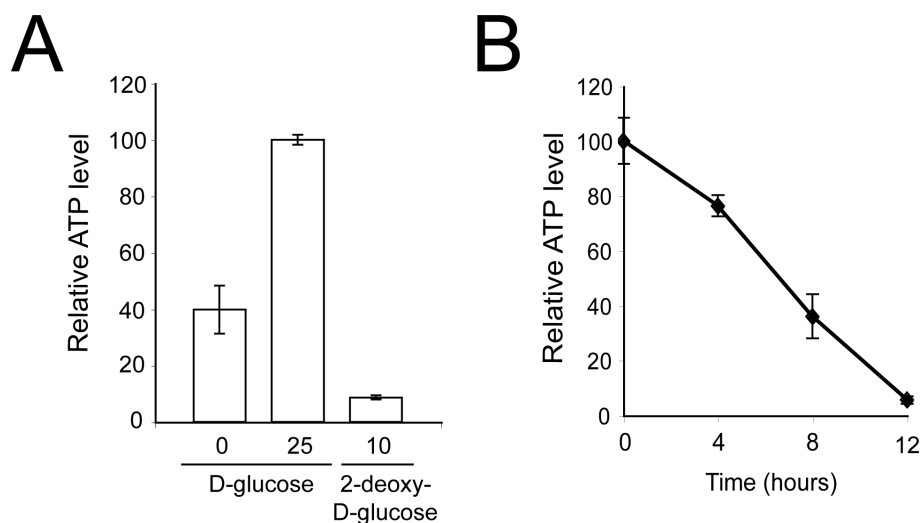 A
Relative ATP level
120
100
80
60
40
20
0
0 25 10
D-glucose 2-deoxy-
D-glucose
B
Relative ATP level
120
100
80
60
40
20
0
0 4 8 12
Time (hours)